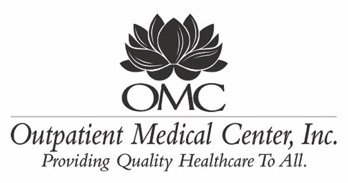 OMC
Outpatient Medical Center, Inc.
Providing Quality Healthcare To All.